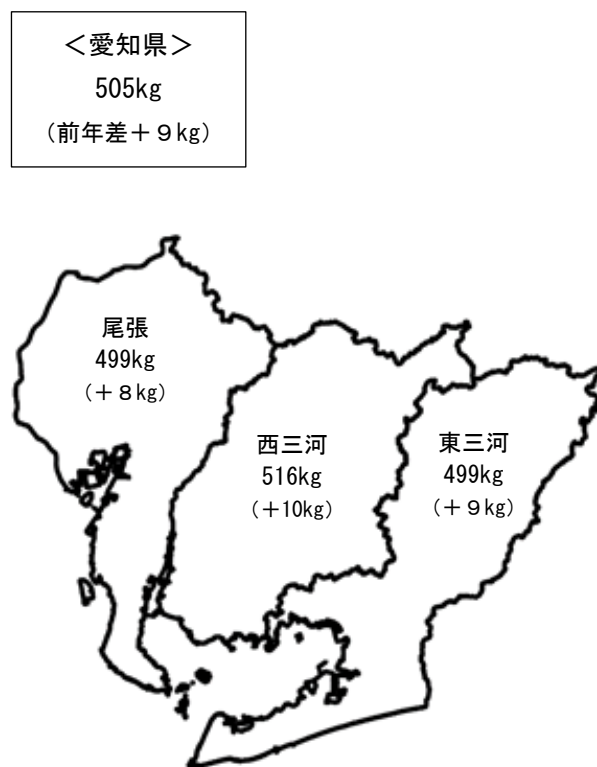 ＜愛知県＞
505kg
（前年差＋９kg）
尾張
499kg
（＋８kg）
西三河
516kg
（＋10kg）
東三河
499kg
（＋９kg）